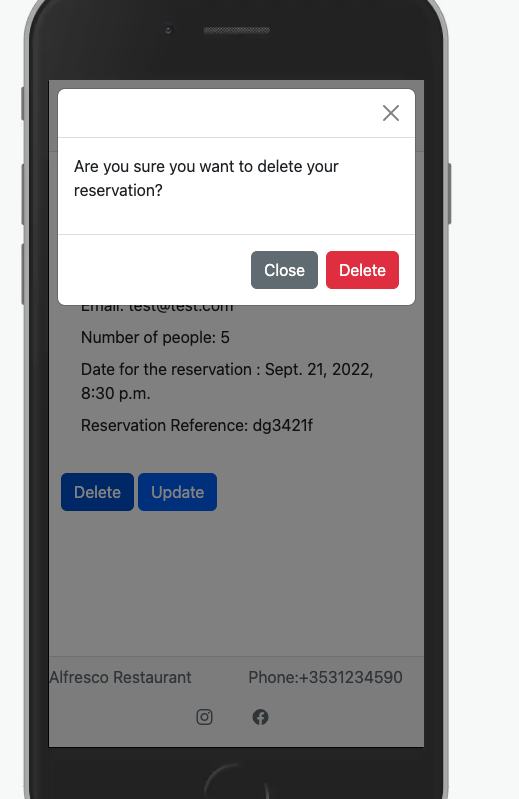 Are you sure you want to delete your
reservation?
Close Delete
Email: test@test.com
Number of people: 5
Date for the reservation : Sept. 21, 2022,
8:30 p.m.
Reservation Reference: dg3421f
Delete Update
Alfresco Restaurant Phone:+3531234590